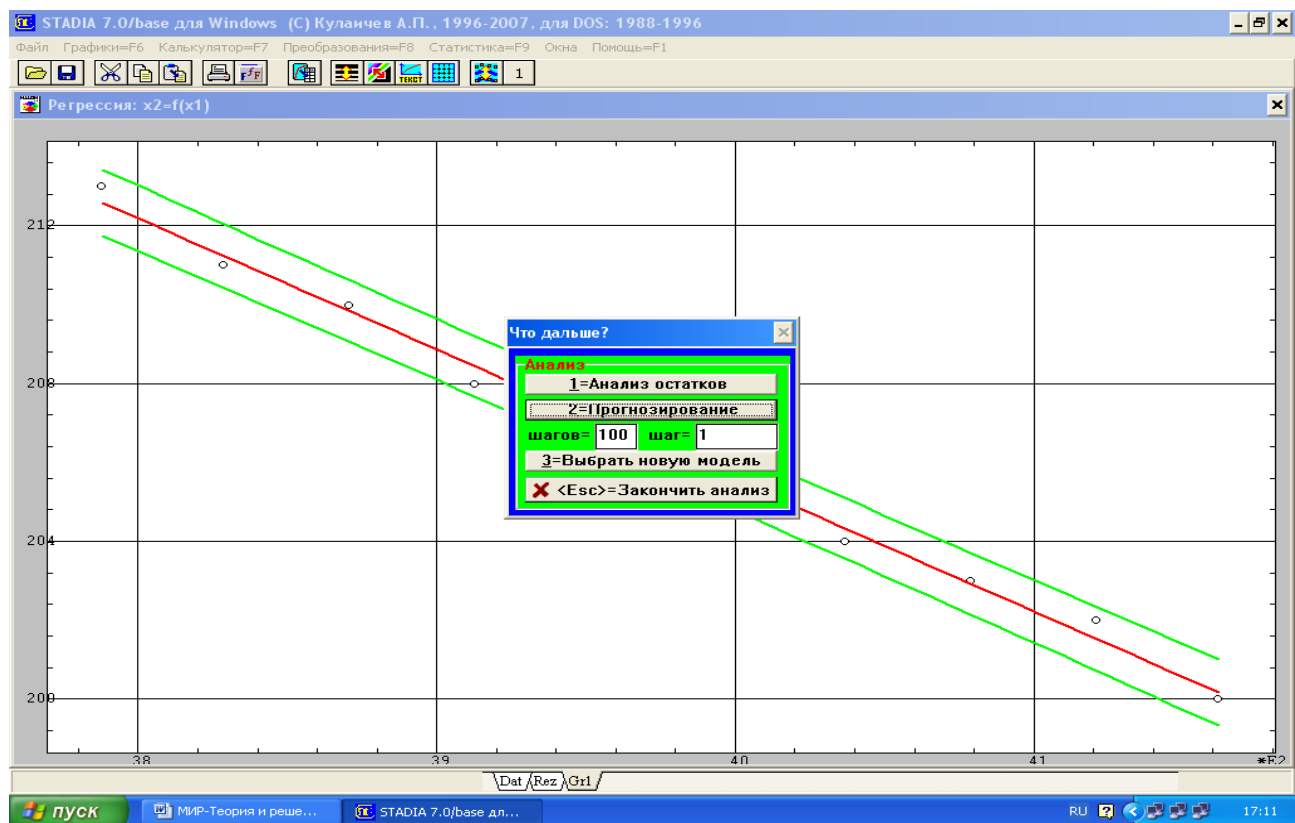 STADIA 7.0/base для Windows (C) Кулаичев А.П., 1996-2007, для DOS: 1988-1996
Файл Графики=F6 Калькулятор=F7 Преобразования=F8 Статистика=F9 Окна Помощь=F1
ТЕКСТ 1
Регрессия: x2=f(x1)
212
208
204
200
38 39 40 41 *E2
Что дальше?
Анализ
1=Анализ остатков
2=Прогнозирование
шагов= 100 шаг= 1
3=Выбрать новую модель
<Esc>=Закончить анализ
Dat Rez Gr1
пуск МИР-Теория и реше... STADIA 7.0/base дл... RU 17:11